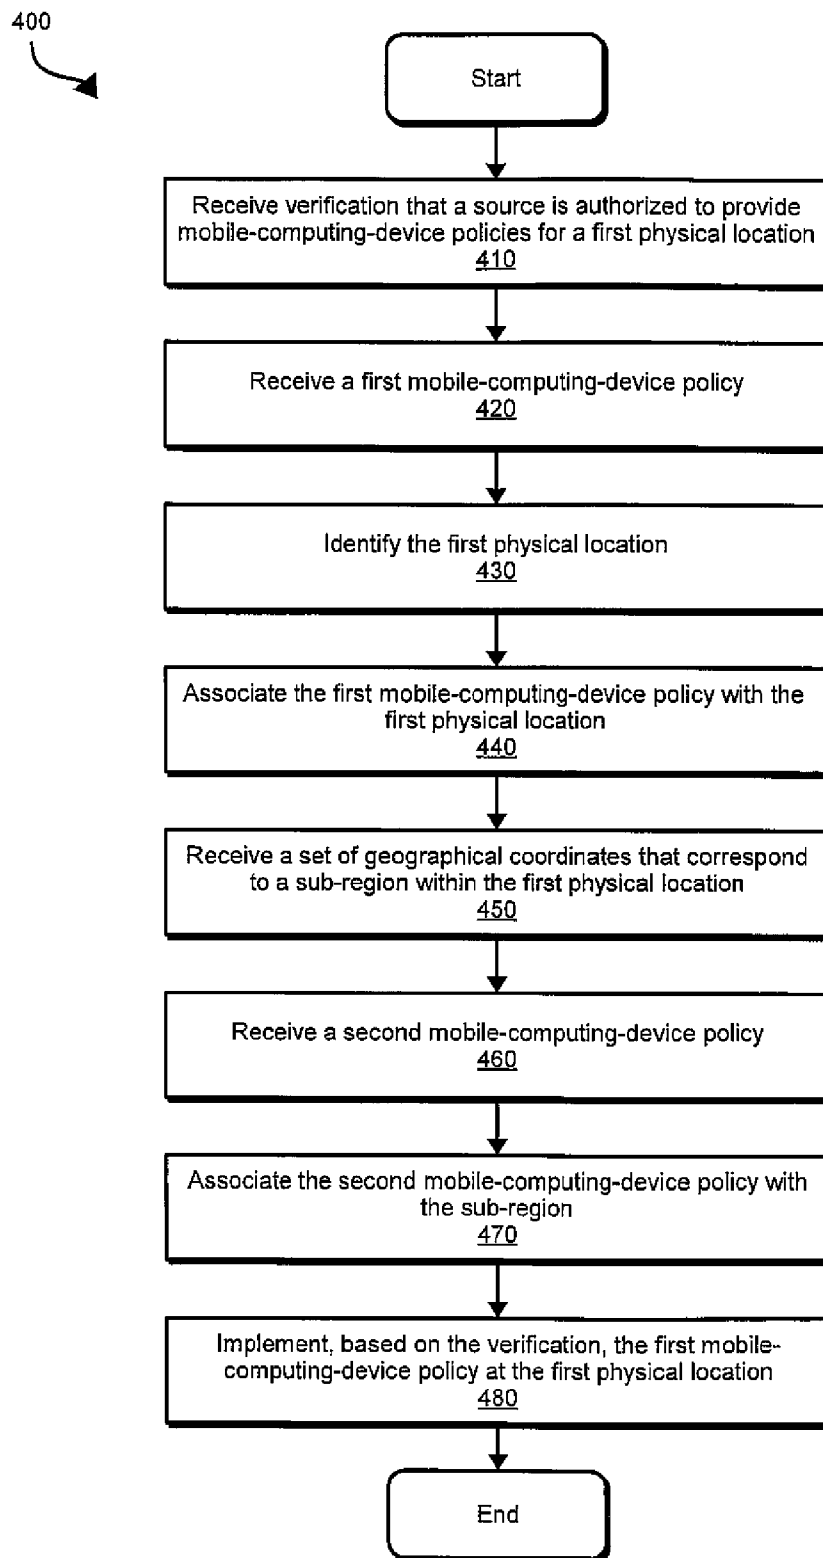 400
Start
Receive verification that a source is authorized to provide
mobile-computing-device policies for a first physical location
410
Receive a first mobile-computing-device policy
420
Identify the first physical location
430
Associate the first mobile-computing-device policy with the
first physical location
440
Receive a set of geographical coordinates that correspond
to a sub-region within the first physical location
450
Receive a second mobile-computing-device policy
460
Associate the second mobile-computing-device policy with
the sub-region
470
Implement, based on the verification, the first mobile-
computing-device policy at the first physical location
480
End